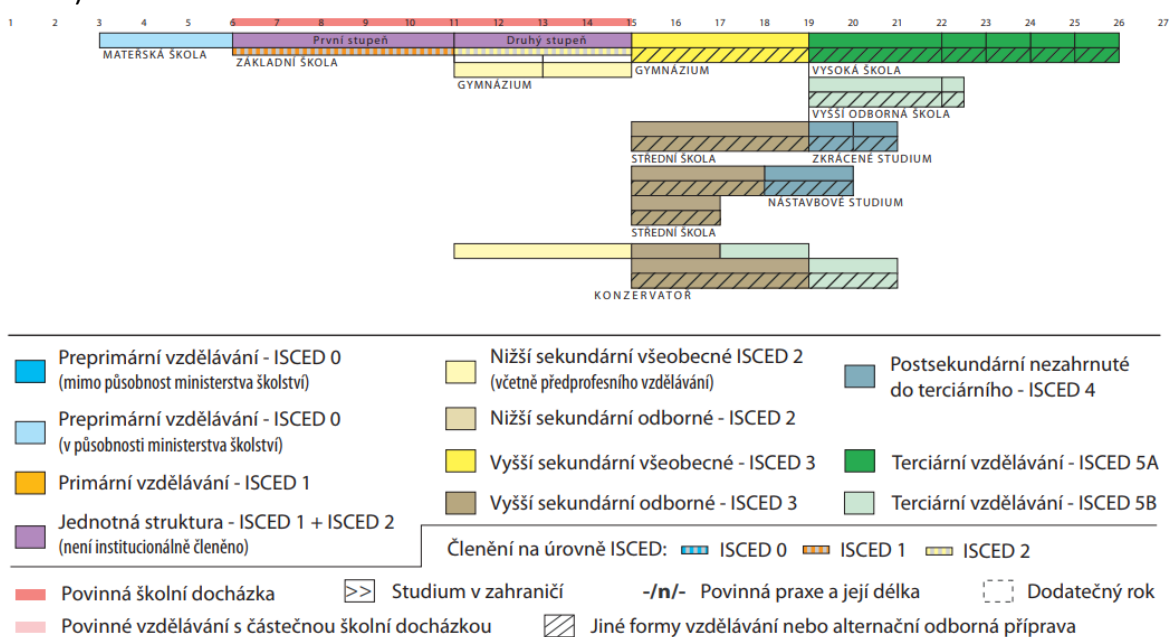 1 2 3 4 5 6 7 8 9 10 11 12 13 14 15 16 17 18 19 20 21 22 23 24 25 26 27
První stupeň Druhý stupeň
MATEŘSKÁ ŠKOLA ZÁKLADNÍ ŠKOLA GYMNÁZIUM VYSOKÁ ŠKOLA
GYMNÁZIUM
VYŠŠÍ ODBORNÁ ŠKOLA
STŘEDNÍ ŠKOLA ZKRÁCENÉ STUDIUM
NÁSTAVBOVÉ STUDIUM
STŘEDNÍ ŠKOLA
KONZERVATOŘ
Preprimární vzdělávání - ISCED 0
(mimo působnost ministerstva školství)
Preprimární vzdělávání - ISCED 0
(v působnosti ministerstva školství)
Primární vzdělávání - ISCED 1
Jednotná struktura - ISCED 1 + ISCED 2
(není institucionálně členěno)
Nižší sekundární všeobecné ISCED 2
(včetně předprofesního vzdělávání)
Nižší sekundární odborné - ISCED 2
Vyšší sekundární všeobecné - ISCED 3
Vyšší sekundární odborné - ISCED 3
Postsekundární nezahrnuté
do terciárního - ISCED 4
Terciární vzdělávání - ISCED 5A
Terciární vzdělávání - ISCED 5B
Členění na úrovně ISCED: ISCED 0 ISCED 1 ISCED 2
Povinná školní docházka >> Studium v zahraničí -/n/- Povinná praxe a její délka Dodatečný rok
Povinné vzdělávání s částečnou školní docházkou Jiné formy vzdělávání nebo alternační odborná příprava